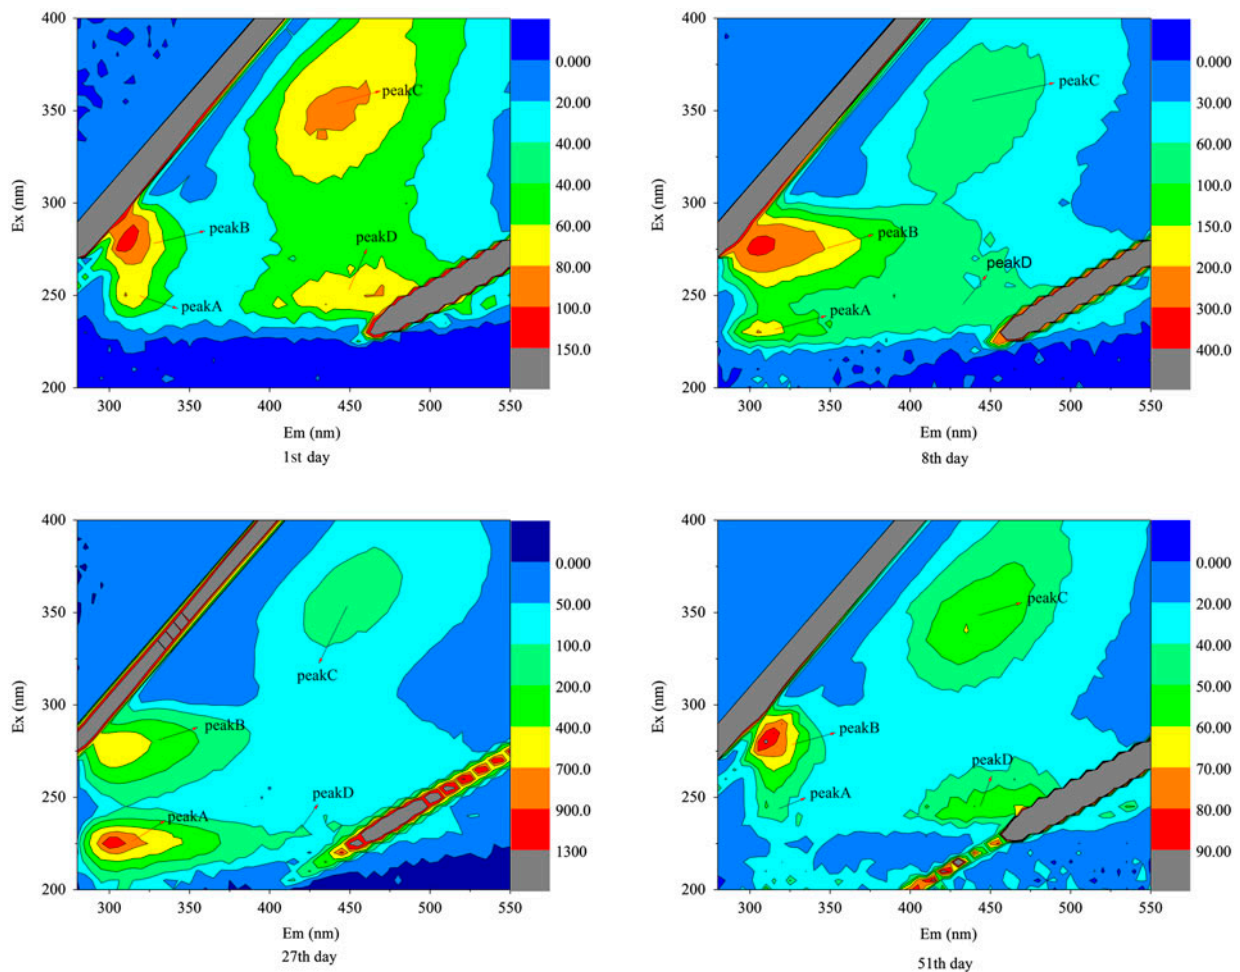 400
350
300
250
200
Ex (nm)
300
350
400
450
500
550
Em (nm)
1st day
peakC
peakB
peakD
peakA
0.000
20.00
40.00
40.00
60.00
80.00
100.0
150.0
400
350
300
250
200
Ex (nm)
300
350
400
450
500
550
Em (nm)
8th day
peakC
peakB
peakD
peakA
0.000
30.00
60.00
100.0
150.0
200.0
300.0
400.0
400
350
300
250
200
Ex (nm)
300
350
400
450
500
550
Em (nm)
27th day
peakC
peakB
peakD
peakA
0.000
50.00
100.0
200.0
400.0
700.0
900.0
1300
400
350
300
250
200
Ex (nm)
300
350
400
450
500
550
Em (nm)
51th day
peakC
peakB
peakD
peakA
0.000
20.00
40.00
50.00
60.00
70.00
80.00
90.00